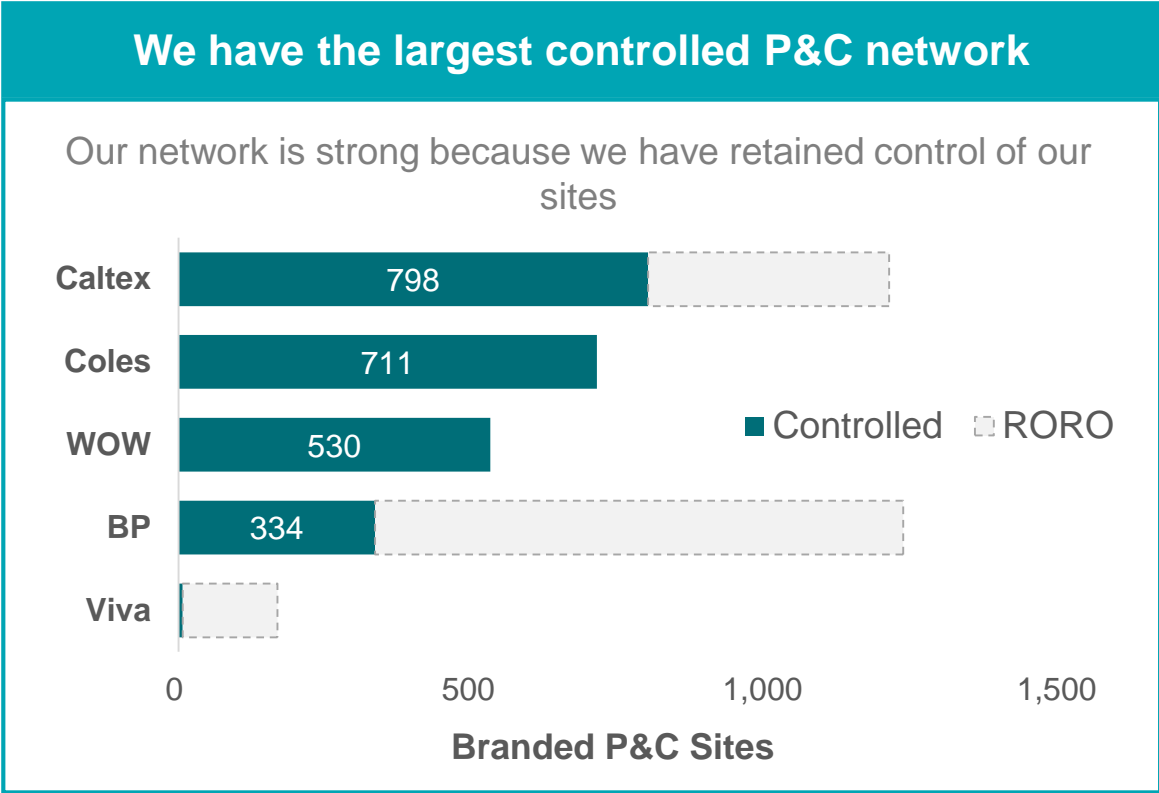 We have the largest controlled P&C network
Our network is strong because we have retained control of our
sites
Caltex
798
Coles
711
WOW
530
Controlled
RORO
BP
334
Viva
0
500
1,000
1,500
Branded P&C Sites